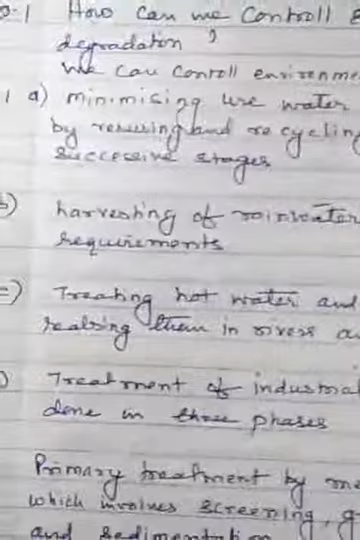 How can we controll
degradation ?
we can controll environme
a) minimising use water
by reusing and recycling
successive stages
b) harvesting of rainwater
requirements
c) Treating hot water and
realsing them in rivers a
Treatment of industrial
done in three phases
Primary treatment by me
which involves screening, g
and sedimentation